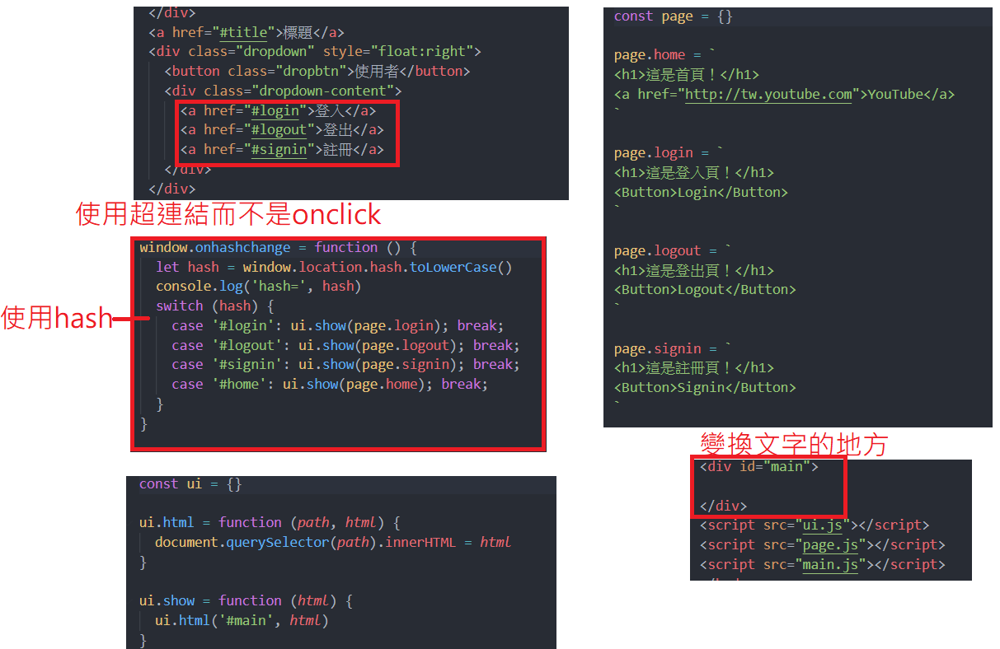 </div>
<a href="#title">標題</a>
<div class="dropdown" style="float:right">
<button class="dropbtn">使用者</button>
<div class="dropdown-content">
<a href="#login">登入</a>
<a href="#logout">登出</a>
<a href="#signin">註冊</a>
</div>
</div>
使用超連結而不是onclick
window.onhashchange = function () {
let hash = window.location.hash.toLowerCase()
console.log('hash=', hash)
switch (hash) {
case '#login': ui.show(page.login); break;
case '#logout': ui.show(page.logout); break;
case '#signin': ui.show(page.signin); break;
case '#home': ui.show(page.home); break;
}
}
使用hash
const ui = {}
ui.html = function (path, html) {
document.querySelector(path).innerHTML = html
}
ui.show = function (html) {
ui.html('#main', html)
}
const page = {}
page.home = `
<h1>這是首頁！</h1>
<a href="http://tw.youtube.com">YouTube</a>
`
page.login = `
<h1>這是登入頁！</h1>
<Button>Login</Button>
`
page.logout = `
<h1>這是登出頁！</h1>
<Button>Logout</Button>
`
page.signin = `
<h1>這是註冊頁！</h1>
<Button>Signin</Button>
`
變換文字的地方
<div id="main">
</div>
<script src="ui.js"></script>
<script src="page.js"></script>
<script src="main.js"></script>